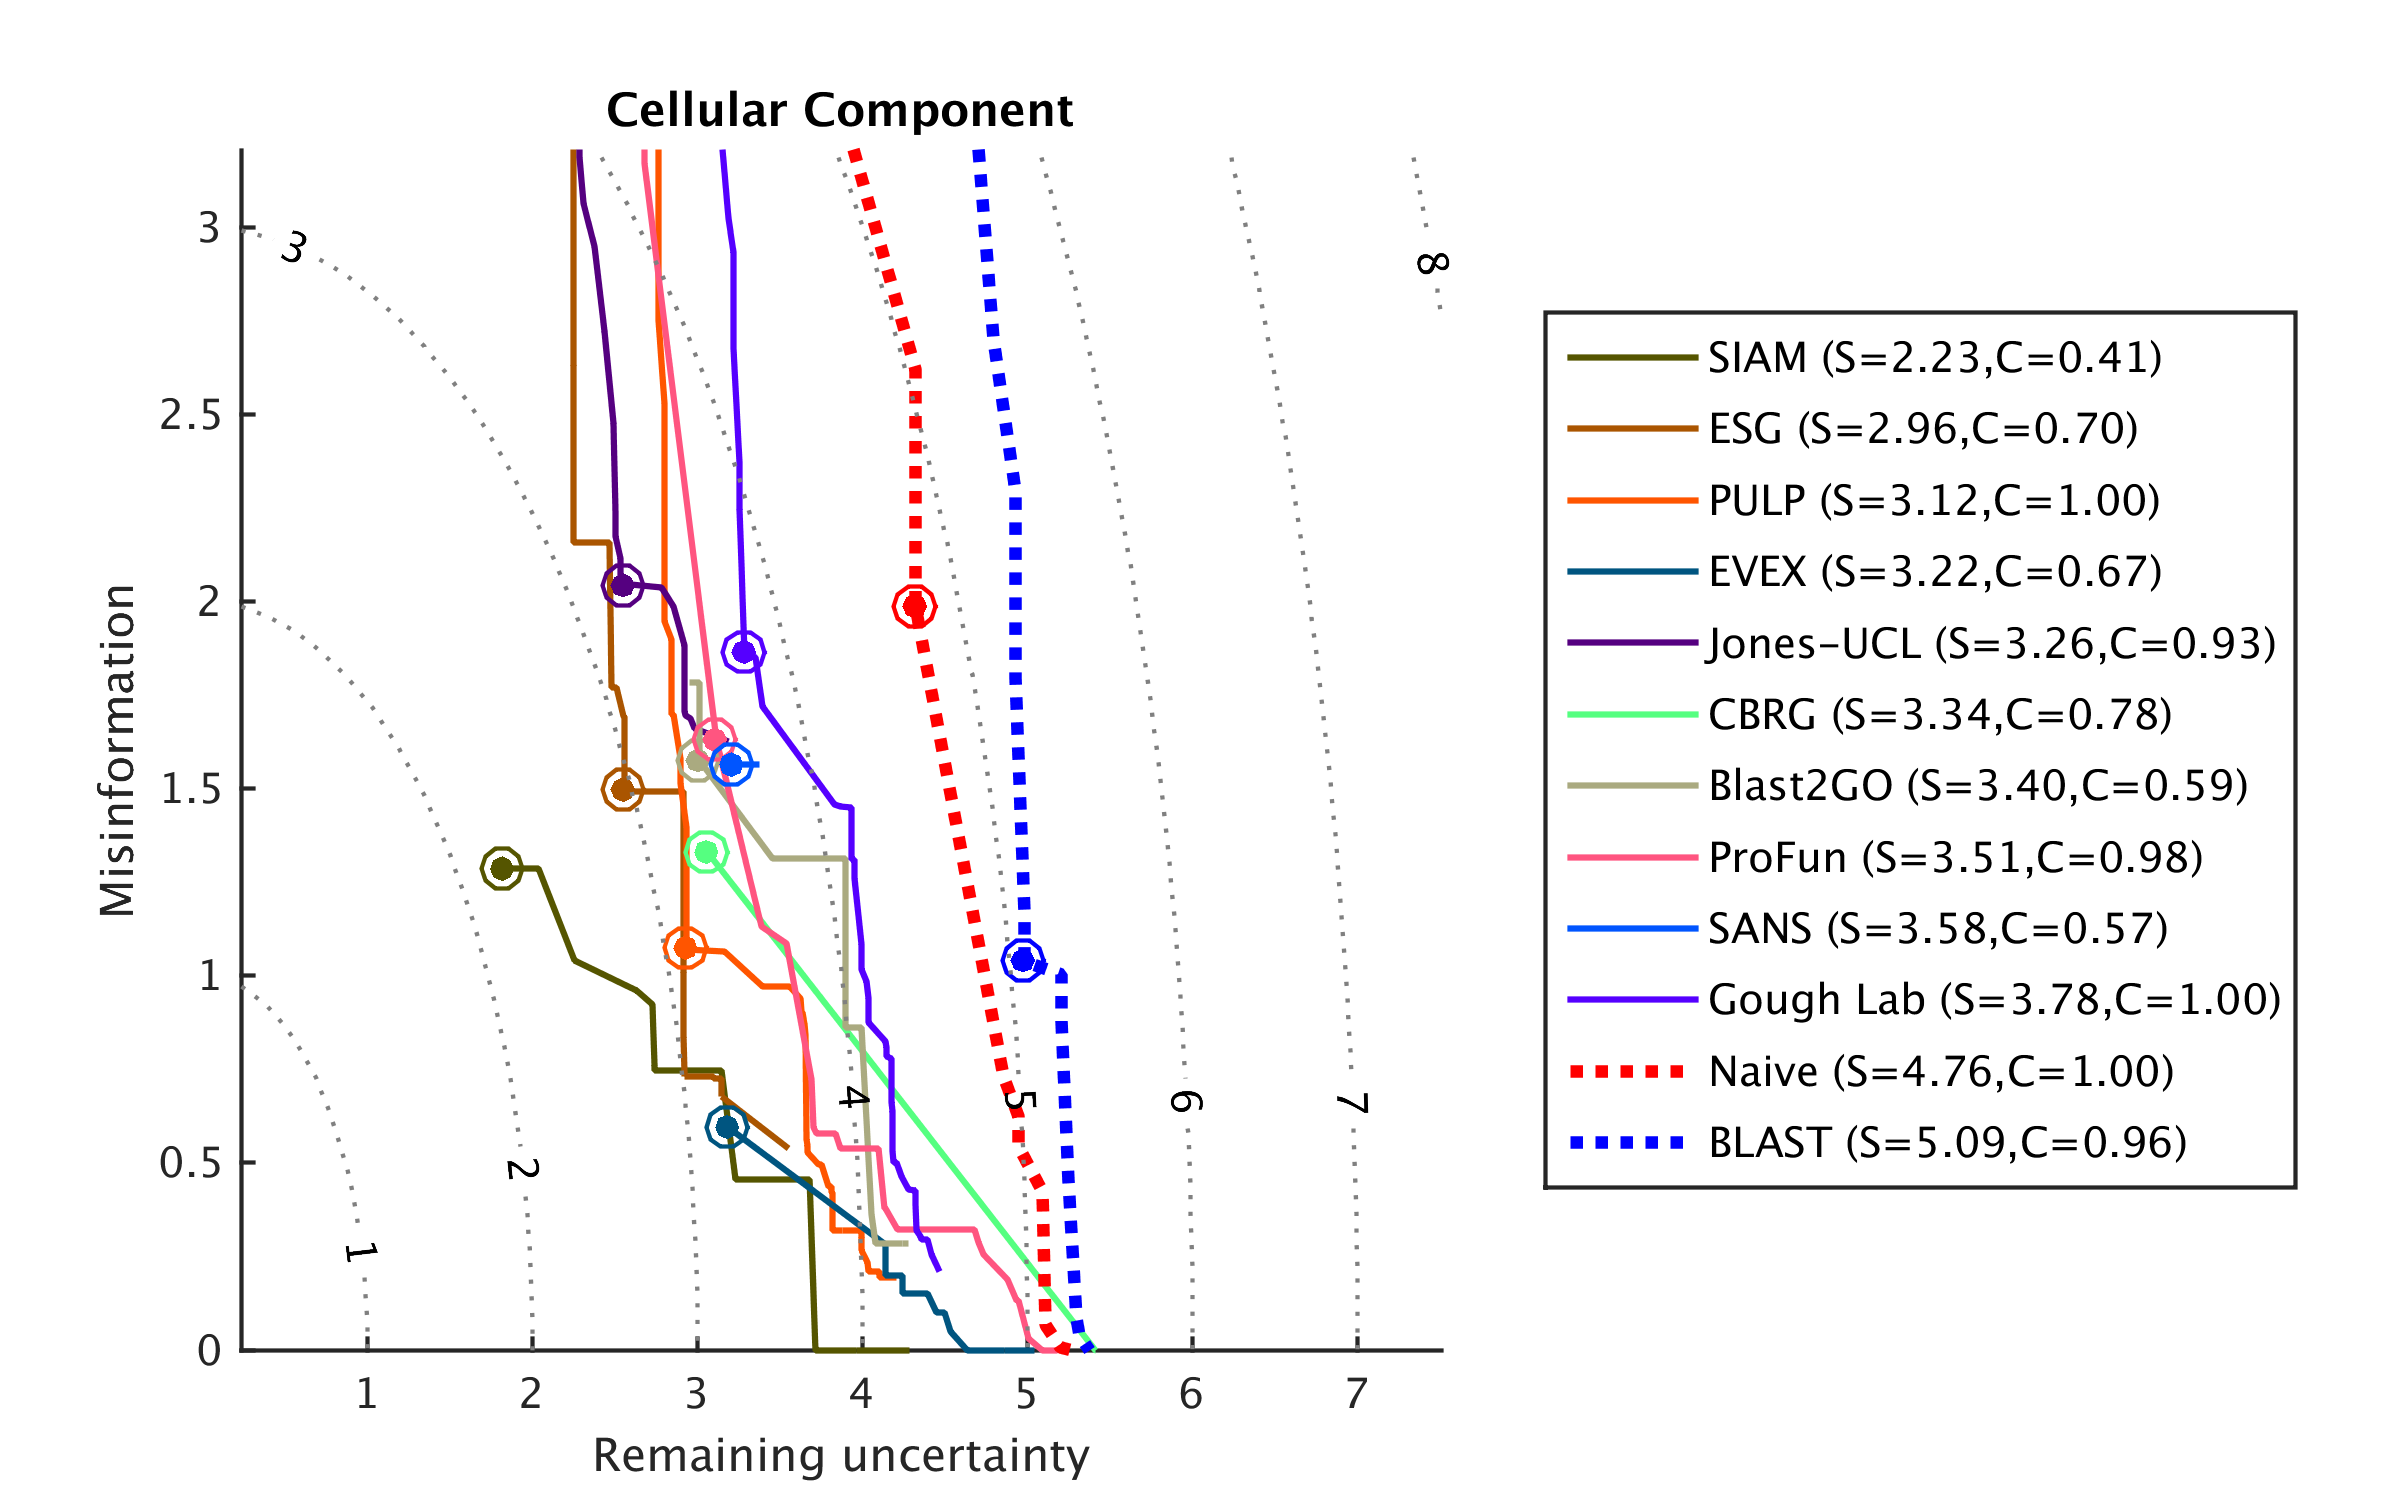 Cellular Component
Misinformation
3
2.5
2
1.5
1
0.5
0
1
2
3
4
5
6
7
Remaining uncertainty
3
8
4
5
6
7
2
1
SIAM (S=2.23,C=0.41)
ESG (S=2.96,C=0.70)
PULP (S=3.12,C=1.00)
EVEX (S=3.22,C=0.67)
Jones-UCL (S=3.26,C=0.93)
CBRG (S=3.34,C=0.78)
Blast2GO (S=3.40,C=0.59)
ProFun (S=3.51,C=0.98)
SANS (S=3.58,C=0.57)
Gough Lab (S=3.78,C=1.00)
Naive (S=4.76,C=1.00)
BLAST (S=5.09,C=0.96)